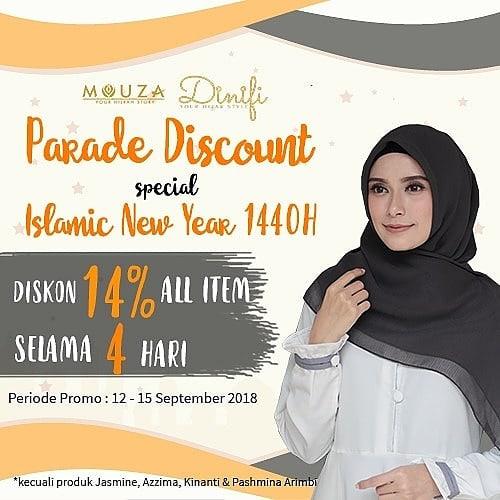 MOUZA
YOUR HIJRAH STORY
Dinifi
YOUR HIJAB STYLE
Parade Discount
special
Islamic New Year 1440H
DISKON 14% ALL ITEM
SELAMA 4 HARI
Periode Promo : 12 - 15 September 2018
*kecuali produk Jasmine, Azzima, Kinanti & Pashmina Arimbi